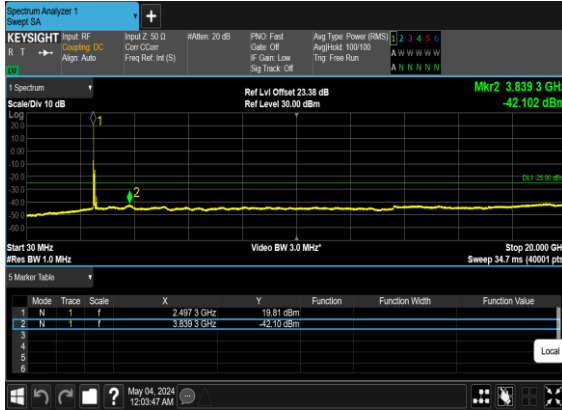 Spectrum Analyzer 1
Swept SA
+
KEYSIGHT Input: RF Input Z: 50 Ω #Atten: 20 dB PNO: Fast Avg Type: Power (RMS) 1 2 3 4 5 6
R T Coupling: DC Corr CCorr Gate: Off Avg|Hold: 100/100 A W W W W W
Align: Auto Freq Ref: Int (S) IF Gain: Low Trig: Free Run
Sig Track: Off A N N N N N
1 Spectrum Ref Lvl Offset 23.38 dB Mkr2 3.839 3 GHz
Scale/Div 10 dB Ref Level 30.00 dBm -42.102 dBm
Log
20.0
10.0
0.00
-10.0
-20.0
-30.0
-40.0
-50.0
-60.0
1
2
DL1 -25.00 dBm
Start 30 MHz Video BW 3.0 MHz* Stop 20.000 GHz
#Res BW 1.0 MHz Sweep 34.7 ms (40001 pts)
5 Marker Table
Mode Trace Scale X Y Function Function Width Function Value
1 N 1 f 2.497 3 GHz 19.81 dBm
2 N 1 f 3.839 3 GHz -42.10 dBm
3
4
5
6
Local
? May 04, 2024
12:03:47 AM